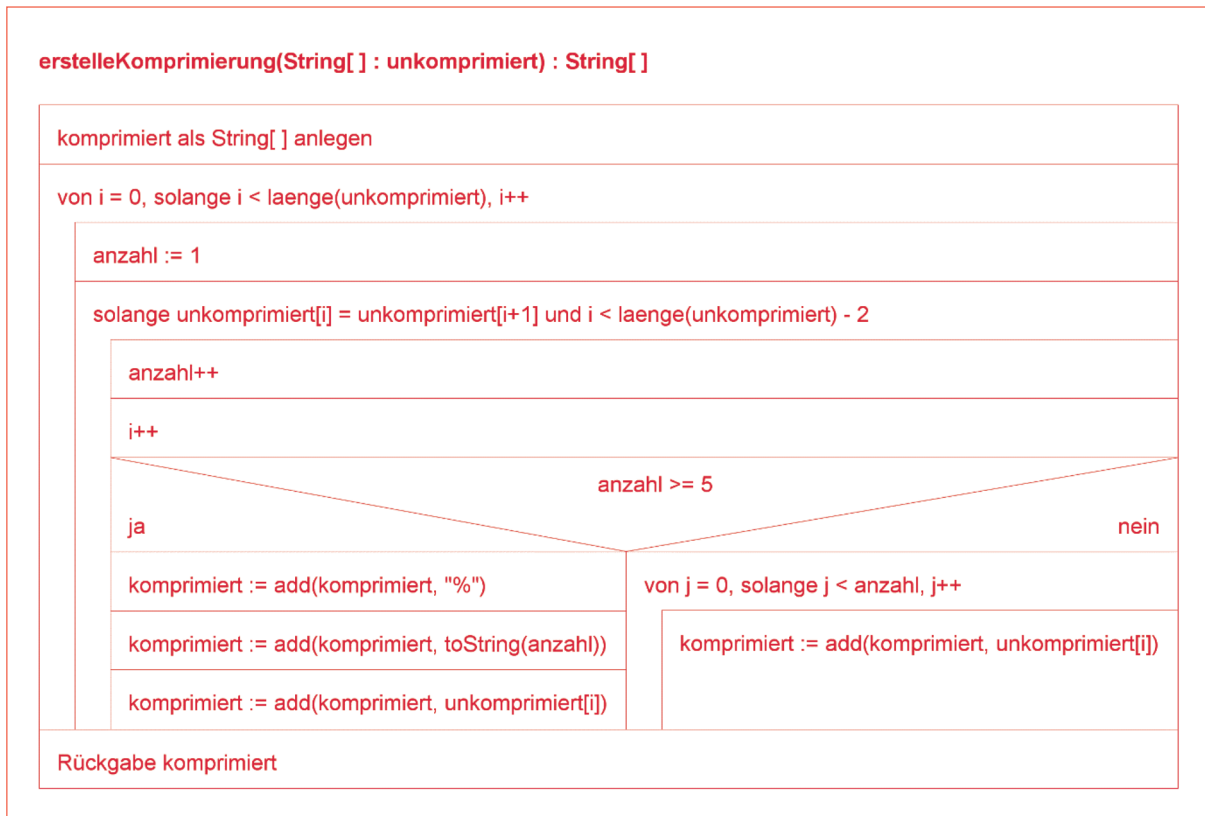 erstelleKomprimierung(String[ ] : unkomprimiert) : String[ ]
komprimiert als String[ ] anlegen
von i = 0, solange i < laenge(unkomprimiert), i++
anzahl := 1
solange unkomprimiert[i] = unkomprimiert[i+1] und i < laenge(unkomprimiert) - 2
anzahl++
i++
anzahl >= 5
ja
nein
komprimiert := add(komprimiert, "%")
komprimiert := add(komprimiert, toString(anzahl))
komprimiert := add(komprimiert, unkomprimiert[i])
von j = 0, solange j < anzahl, j++
komprimiert := add(komprimiert, unkomprimiert[i])
Rückgabe komprimiert